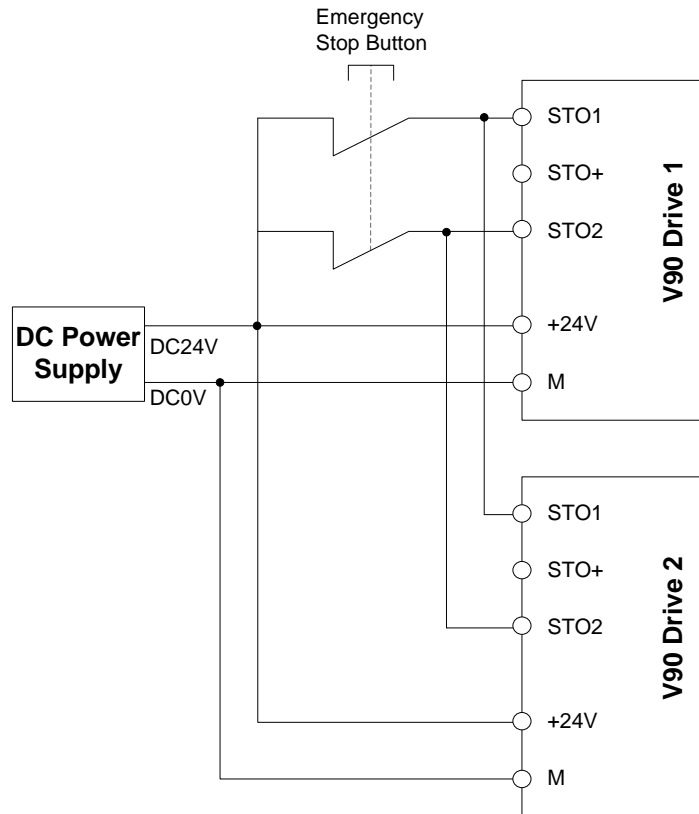 Emergency
Stop Button
STO1
STO+
STO2
+24V
M
V90 Drive 1
DC Power
Supply
DC24V
DC0V
STO1
STO+
STO2
+24V
M
V90 Drive 2